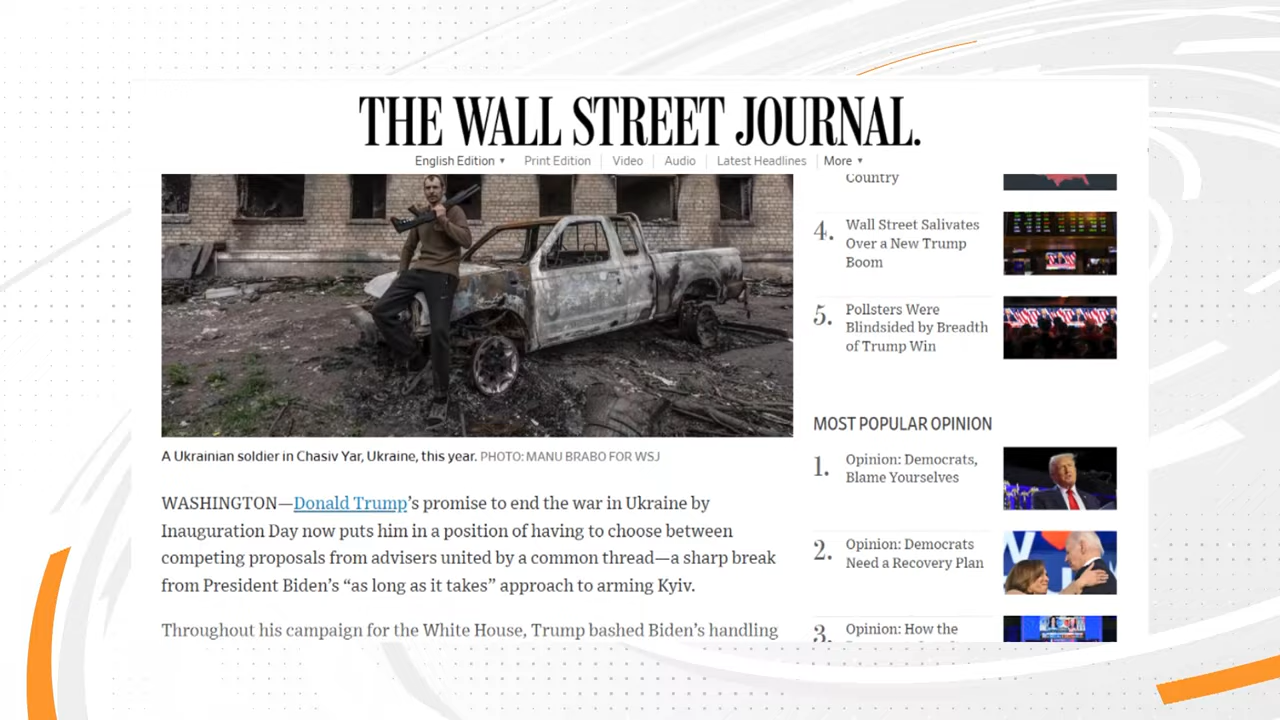 THE WALL STREET JOURNAL.
English Edition ▼ Print Edition Video Audio Latest Headlines More ▼
A Ukrainian soldier in Chasiv Yar, Ukraine, this year. PHOTO: MANU BRABO FOR WSJ
WASHINGTON—Donald Trump’s promise to end the war in Ukraine by
Inauguration Day now puts him in a position of having to choose between
competing proposals from advisers united by a common thread—a sharp break
from President Biden’s “as long as it takes” approach to arming Kyiv.
Throughout his campaign for the White House, Trump bashed Biden’s handling
Country
4. Wall Street Salivates
Over a New Trump
Boom
5. Pollsters Were
Blindsided by Breadth
of Trump Win
MOST POPULAR OPINION
1. Opinion: Democrats,
Blame Yourselves
2. Opinion: Democrats
Need a Recovery Plan
3. Opinion: How the